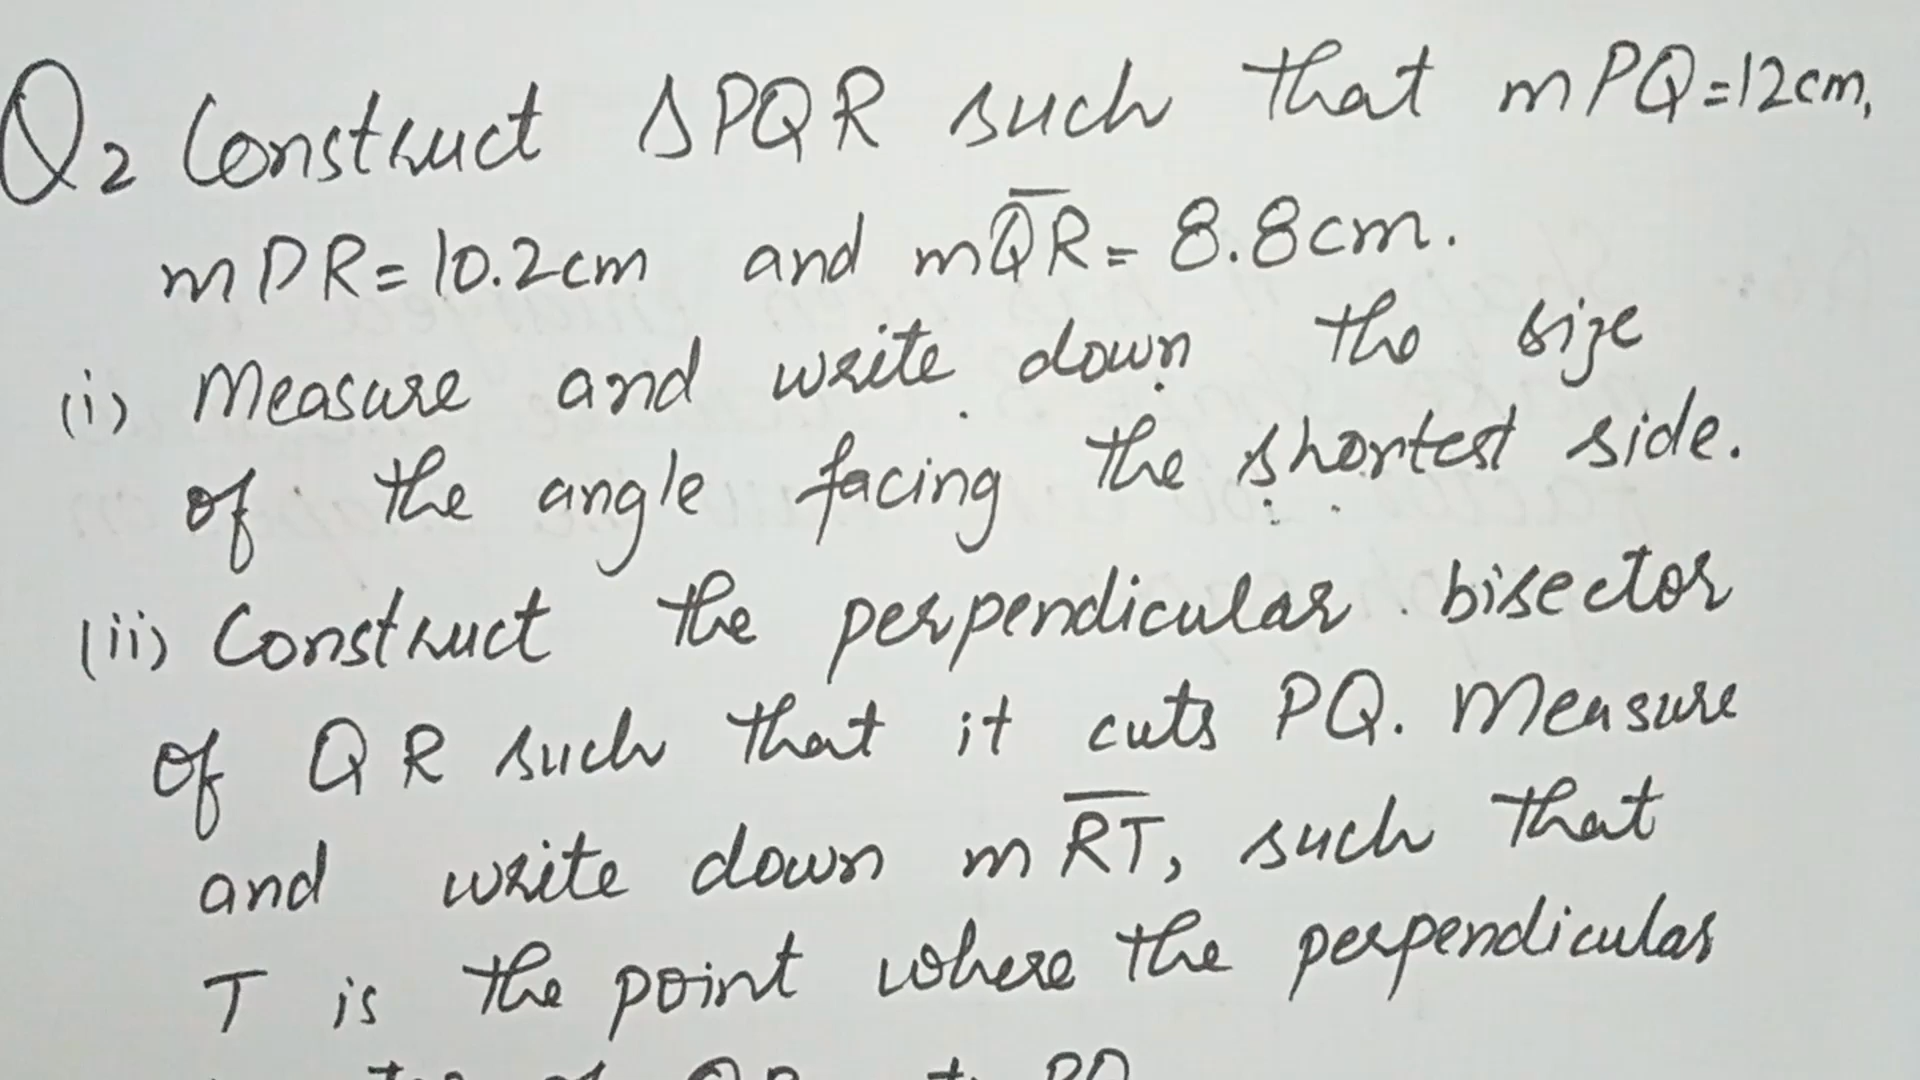 Q2 Construct ΔPQR such that mPQ=12cm,
mPR=10.2cm and mQ̅R̅=8.8cm.
(i) Measure and write down the size
of the angle facing the shortest side.
(ii) Construct the perpendicular bisector
of QR such that it cuts PQ. Measure
and write down m R̅T̅, such that
T is the point where the perpendicular